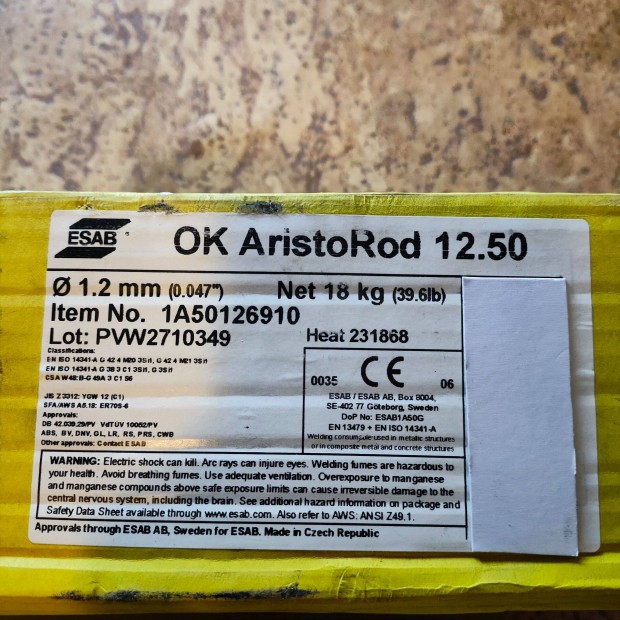 ESAB
OK AristoRod 12.50
Ø 1.2 mm (0.047") Net 18 kg (39.6lb)
Item No. 1A50126910
Lot: PVW2710349 Heat 231868
Classifications:
EN ISO 14341-A G 42 4 M20 3Si1, G 42 4 M21 3Si1
EN ISO 14341-A G 38 3 C1 3Si1, G 3Si1
CSA W48: B-G 49A 3 C1 S6
JIS Z 3312: YGW 12 (C1)
SFA/AWS A5.18: ER70S-6
Approvals:
DB 42.039.29/PV VdTÜV 10052/PV
ABS, BV, DNV, GL, LR, RS, PRS, CWB
Other approvals: Contact ESAB
0035 CE 06
ESAB / ESAB AB, Box 8004,
SE-402 77 Göteborg, Sweden
DoP No: ESAB1A50G
EN 13479 + EN ISO 14341-A
Welding consumable used in metallic structures
or in composite metal and concrete structures
WARNING: Electric shock can kill. Arc rays can injure eyes. Welding fumes are hazardous to
your health. Avoid breathing fumes. Use adequate ventilation. Overexposure to manganese
and manganese compounds above safe exposure limits can cause irreversible damage to the
central nervous system, including the brain. See additional hazard information on package and
Safety Data Sheet available through www.esab.com. Also refer to AWS: ANSI Z49.1.
Approvals through ESAB AB, Sweden for ESAB. Made in Czech Republic